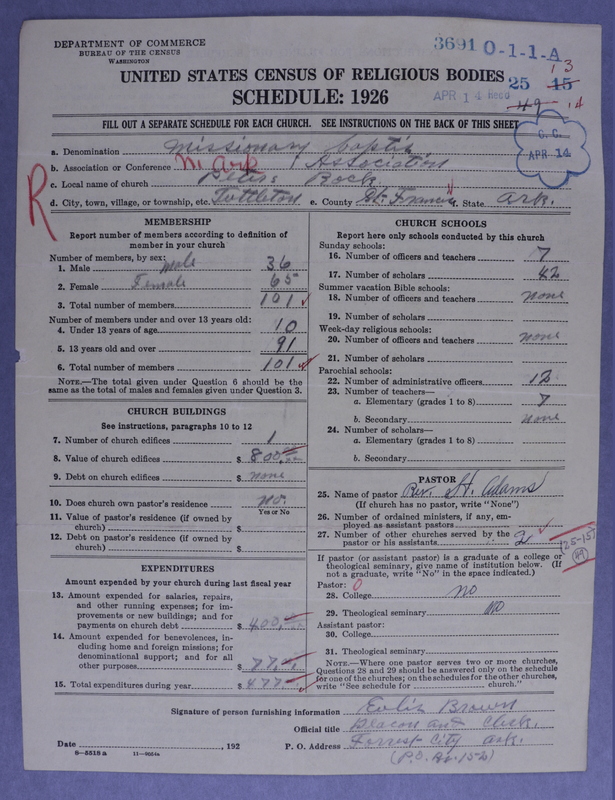 DEPARTMENT OF COMMERCE
BUREAU OF THE CENSUS
WASHINGTON
3691 0-1-1-A
UNITED STATES CENSUS OF RELIGIOUS BODIES
13
25 15
SCHEDULE: 1926
APR 14 RECD
49 14
FILL OUT A SEPARATE SCHEDULE FOR EACH CHURCH. SEE INSTRUCTIONS ON THE BACK OF THIS SHEET
C. C.
APR 14
a. Denomination Missionary Baptist
b. Association or Conference Ark Association
c. Local name of church Peters Rock
R
d. City, town, village, or township, etc. Tuttleton e. County St. Francis f. State Ark.
MEMBERSHIP
Report number of members according to definition of member in your church
Number of members, by sex:
1. Male Male 36
2. Female Female 65
3. Total number of members 101
Number of members under and over 13 years old:
4. Under 13 years of age 10
5. 13 years old and over 91
6. Total number of members 101
NOTE.—The total given under Question 6 should be the same as the total of males and females given under Question 3.
CHURCH BUILDINGS
See instructions, paragraphs 10 to 12
7. Number of church edifices 1
8. Value of church edifices $ 800.00
9. Debt on church edifices $ none
10. Does church own pastor's residence no.
Yes or No
11. Value of pastor's residence (if owned by church) $
12. Debt on pastor's residence (if owned by church) $
EXPENDITURES
Amount expended by your church during last fiscal year
13. Amount expended for salaries, repairs, and other running expenses; for improvements or new buildings; and for payments on church debt $ 400.00
14. Amount expended for benevolences, including home and foreign missions; for denominational support; and for all other purposes $ 77
15. Total expenditures during year $ 477
CHURCH SCHOOLS
Report here only schools conducted by this church
Sunday schools:
16. Number of officers and teachers 7
17. Number of scholars 42
Summer vacation Bible schools:
18. Number of officers and teachers none
19. Number of scholars
Week-day religious schools:
20. Number of officers and teachers none
21. Number of scholars
Parochial schools:
22. Number of administrative officers 12
23. Number of teachers—
a. Elementary (grades 1 to 8) 7
b. Secondary none
24. Number of scholars—
a. Elementary (grades 1 to 8)
b. Secondary
PASTOR
25. Name of pastor Rev. H. Adams
(If church has no pastor, write "None")
26. Number of ordained ministers, if any, employed as assistant pastors
27. Number of other churches served by the pastor or his assistants 2
(25-15)
(49)
If pastor (or assistant pastor) is a graduate of a college or theological seminary, give name of institution below. (If not a graduate, write "No" in the space indicated.)
Pastor: 0
28. College no
29. Theological seminary no
Assistant pastor:
30. College
31. Theological seminary
NOTE.—Where one pastor serves two or more churches, Questions 28 and 29 should be answered only on the schedule for one of the churches; on the schedules for the other churches, write "See schedule for church."
Signature of person furnishing information Eulis Brown
Official title Deacon and Clerk.
Date , 192 P. O. Address Forrest City Ark.
8-5518 a 11-9664a